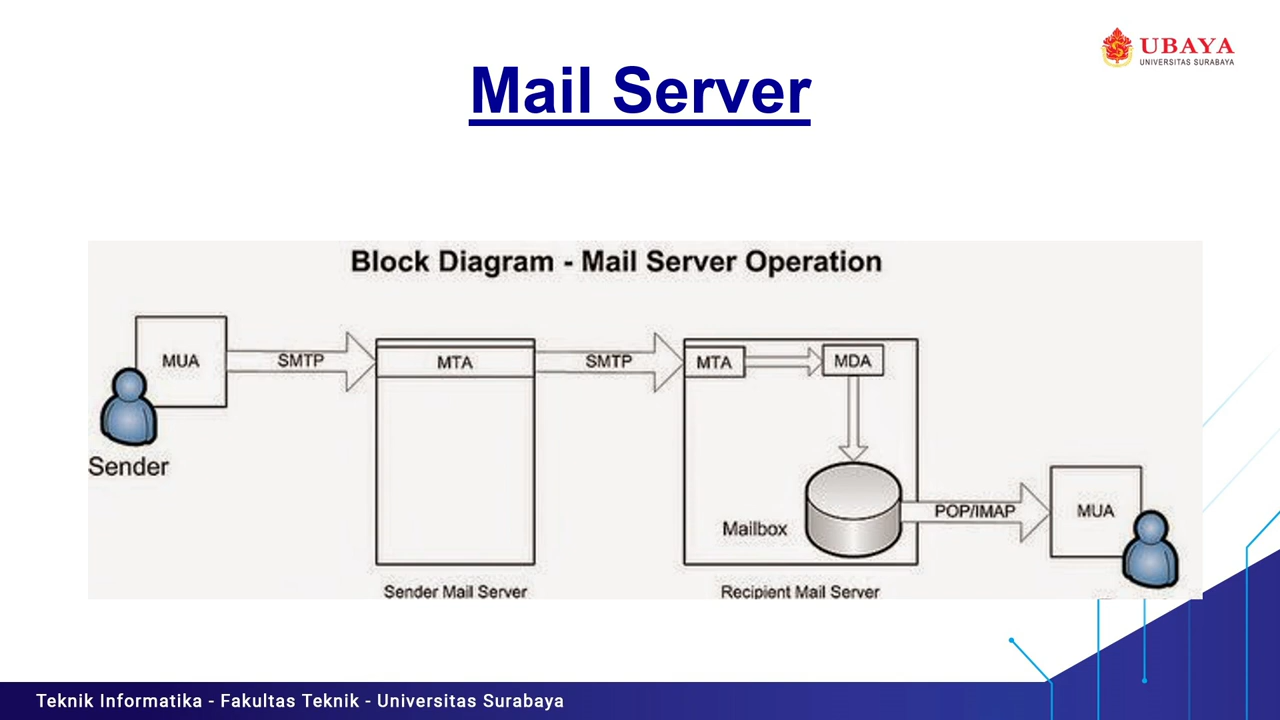 UBAYA
UNIVERSITAS SURABAYA
Mail Server
Block Diagram - Mail Server Operation
MUA
SMTP
MTA
SMTP
MTA
MDA
Sender
Mailbox
POP/IMAP
MUA
Sender Mail Server
Recipient Mail Server
Teknik Informatika - Fakultas Teknik - Universitas Surabaya